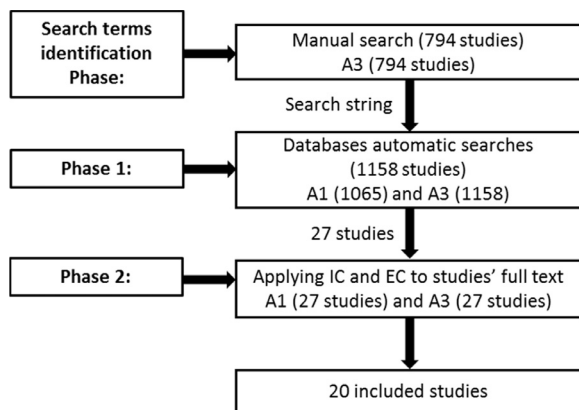 Search terms
identification
Phase:
Manual search (794 studies)
A3 (794 studies)
Search string
Phase 1:
Databases automatic searches
(1158 studies)
A1 (1065) and A3 (1158)
27 studies
Phase 2:
Applying IC and EC to studies' full text
A1 (27 studies) and A3 (27 studies)
20 included studies